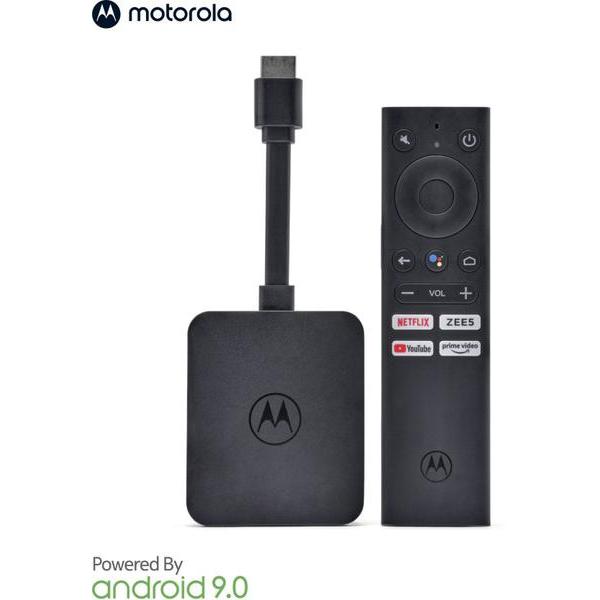 motorola
VOL
NETFLIX
ZEE5
YouTube
prime video
Powered By
android 9.0